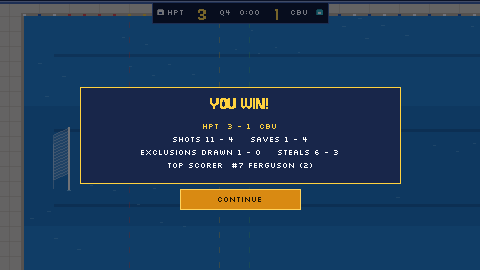 HPT 3 Q4 0:00 1 CBU
YOU WIN!
HPT 3 - 1 CBU
SHOTS 11 - 4 SAVES 1 - 4
EXCLUSIONS DRAWN 1 - 0 STEALS 6 - 3
TOP SCORER #7 FERGUSON (2)
CONTINUE